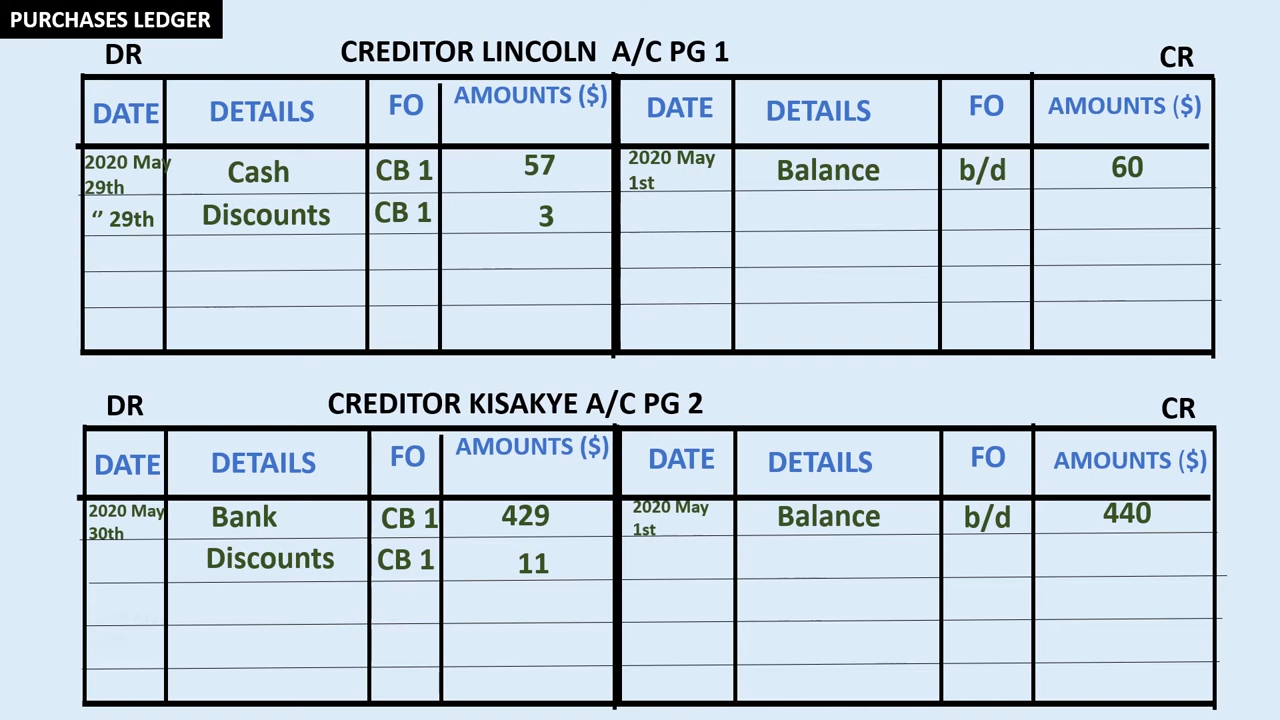 PURCHASES LEDGER
DR CREDITOR LINCOLN A/C PG 1 CR
DATE DETAILS FO AMOUNTS ($) DATE DETAILS FO AMOUNTS ($)
2020 May 29th Cash CB 1 57 2020 May 1st Balance b/d 60
‘’ 29th Discounts CB 1 3
DR CREDITOR KISAKYE A/C PG 2 CR
DATE DETAILS FO AMOUNTS ($) DATE DETAILS FO AMOUNTS ($)
2020 May 30th Bank CB 1 429 2020 May 1st Balance b/d 440
Discounts CB 1 11